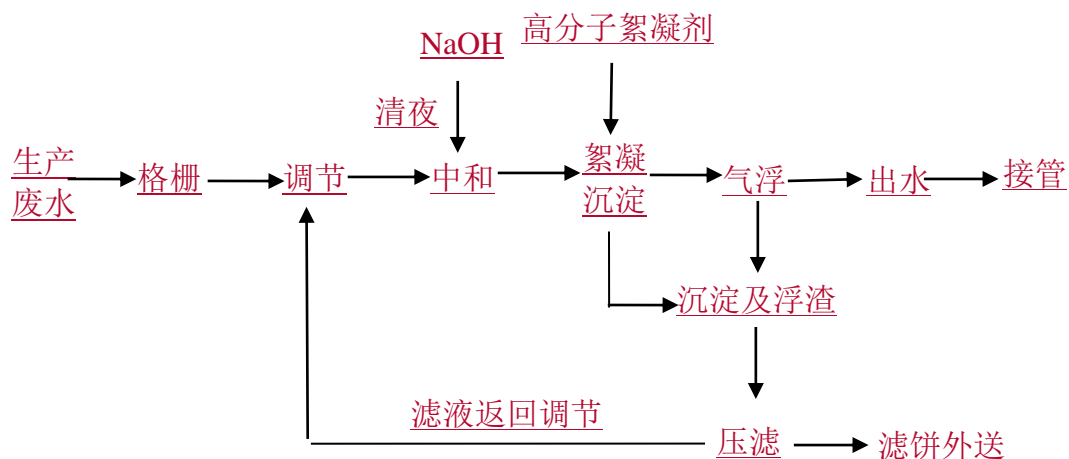 高分子絮凝剂
NaOH
清夜
生产
废水
格栅
调节
中和
絮凝
沉淀
气浮
出水
接管
沉淀及浮渣
滤液返回调节
压滤
滤饼外送